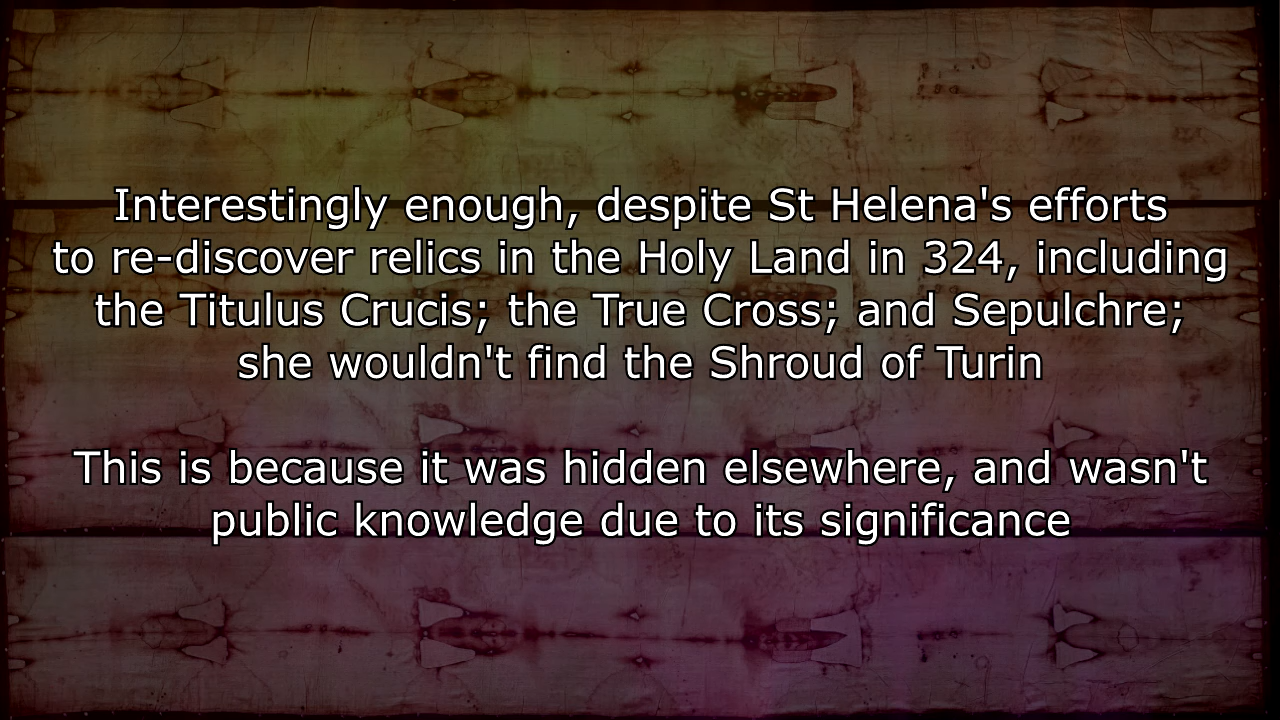 Interestingly enough, despite St Helena's efforts
to re-discover relics in the Holy Land in 324, including
the Titulus Crucis; the True Cross; and Sepulchre;
she wouldn't find the Shroud of Turin
This is because it was hidden elsewhere, and wasn't
public knowledge due to its significance